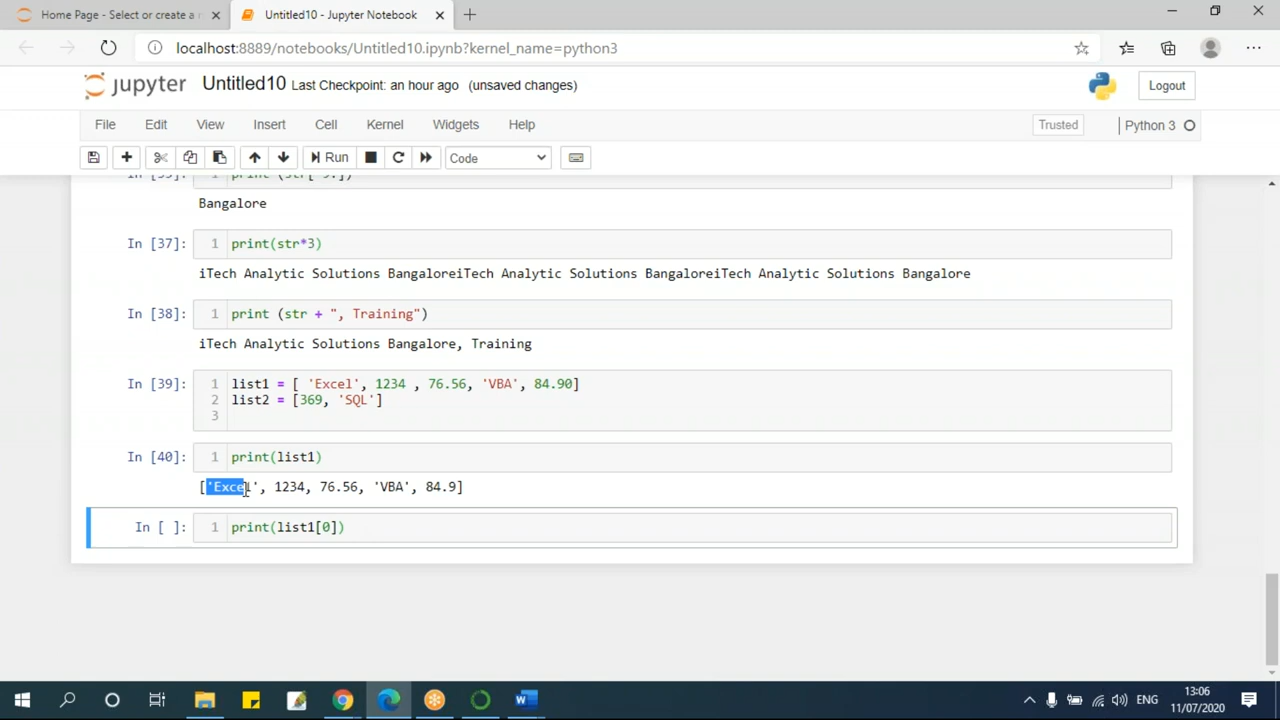 Home Page - Select or create a
Untitled10 - Jupyter Notebook
localhost:8889/notebooks/Untitled10.ipynb?kernel_name=python3
jupyter Untitled10 Last Checkpoint: an hour ago (unsaved changes)
Logout
File Edit View Insert Cell Kernel Widgets Help
Trusted Python 3
Run Code
Bangalore
In [37]: 1 print(str*3)
iTech Analytic Solutions BangaloreiTech Analytic Solutions BangaloreiTech Analytic Solutions Bangalore
In [38]: 1 print (str + ", Training")
iTech Analytic Solutions Bangalore, Training
In [39]: 1 list1 = [ 'Excel', 1234 , 76.56, 'VBA', 84.90]
2 list2 = [369, 'SQL']
3
In [40]: 1 print(list1)
['Excel', 1234, 76.56, 'VBA', 84.9]
In [ ]: 1 print(list1[0])
ENG
13:06
11/07/2020